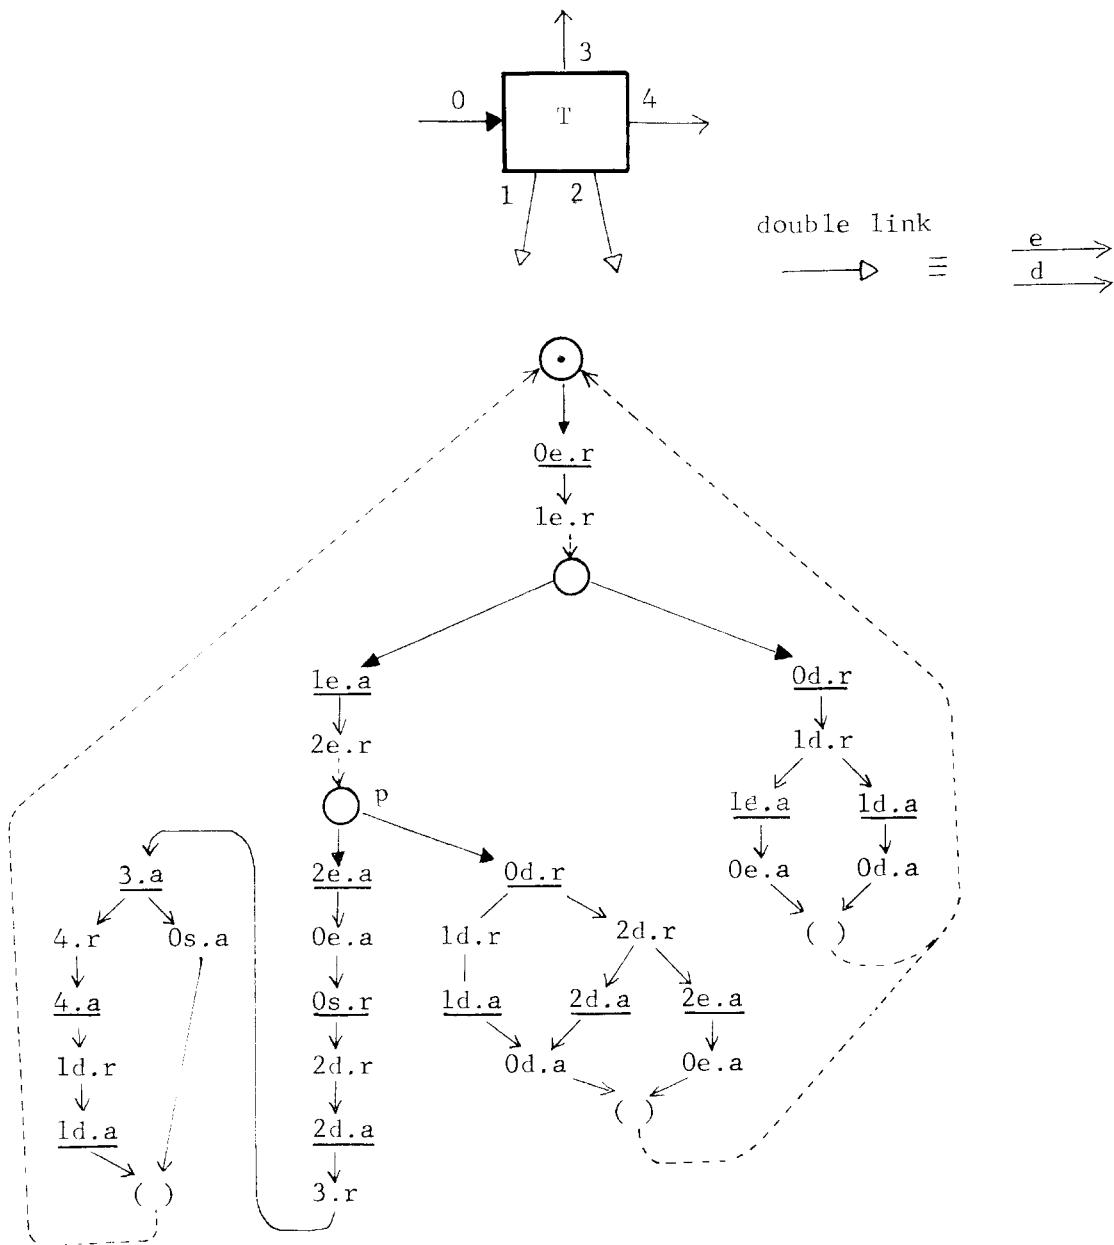 3
0 T 4
1 2
double link
≡ e
d
0e.r
1e.r
1e.a 0d.r
2e.r 1d.r
p
1e.a 1d.a
3.a 2e.a 0d.r 0e.a 0d.a
4.r 0s.a 0e.a 1d.r 2d.r ( )
4.a 0s.r 1d.a 2d.a 2e.a
1d.r 2d.r 0d.a 0e.a
1d.a 2d.a ( )
( ) 3.r